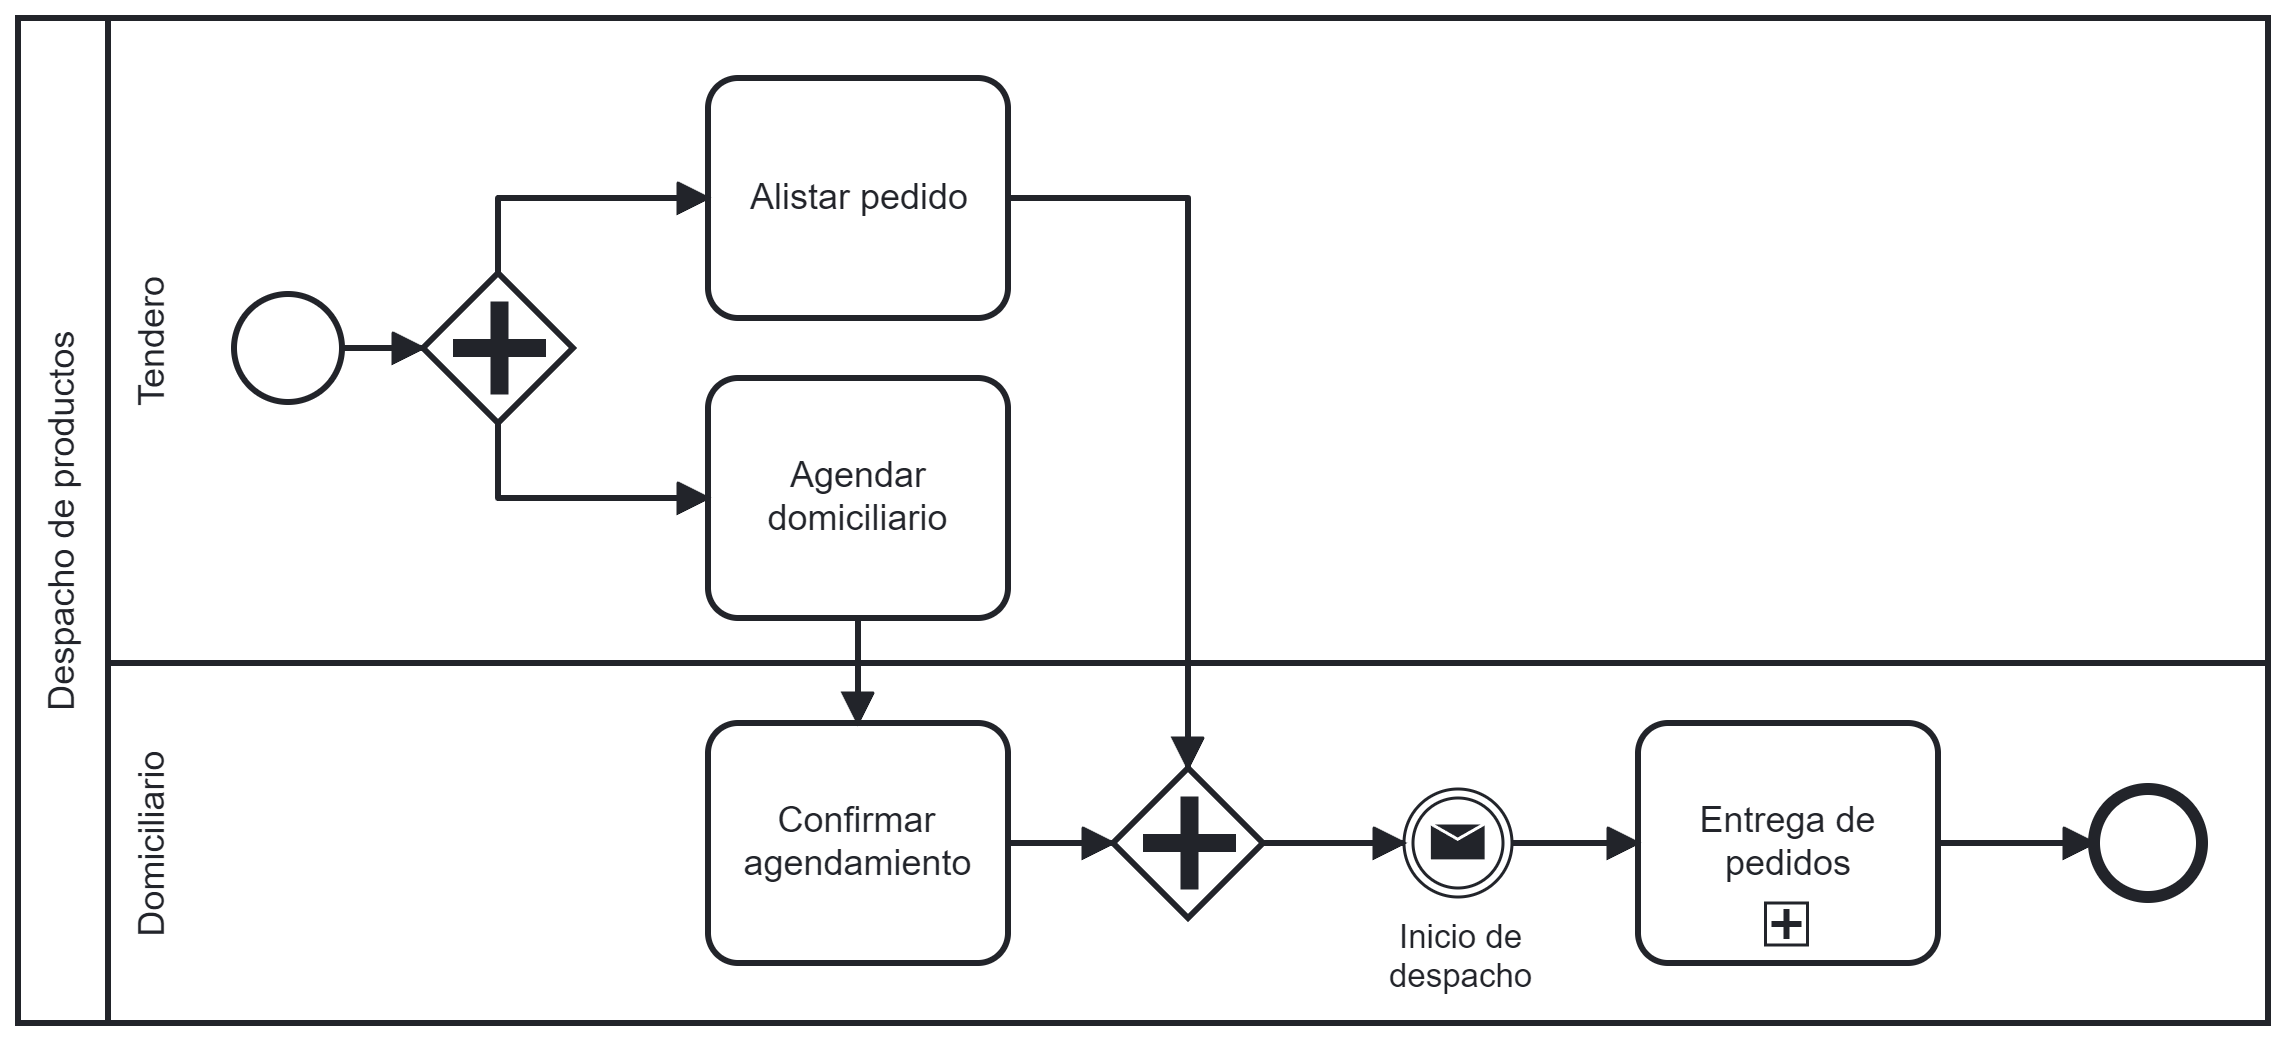 Despacho de productos
Tendero
Alistar pedido
Agendar
domiciliario
Domiciliario
Confirmar
agendamiento
Inicio de
despacho
Entrega de
pedidos